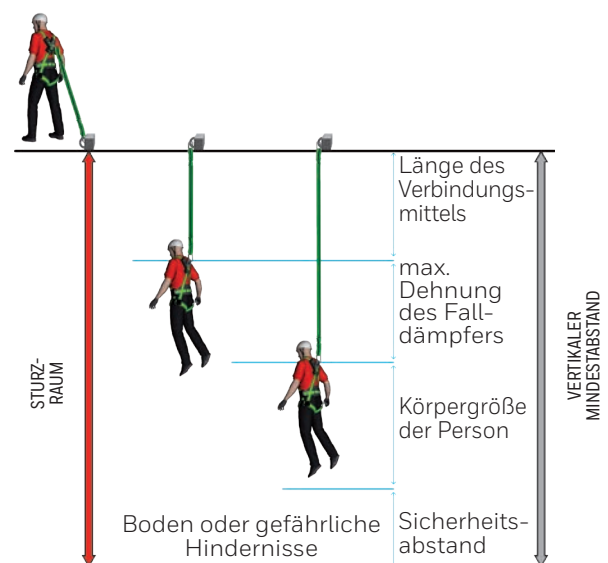 Länge des
Verbindungs-
mittels
max.
Dehnung
des Fall-
dämpfers
STURZ-
RAUM
VERTIKALER
MINDESTABSTAND
Körpergröße
der Person
Boden oder gefährliche
Hindernisse
Sicherheits-
abstand